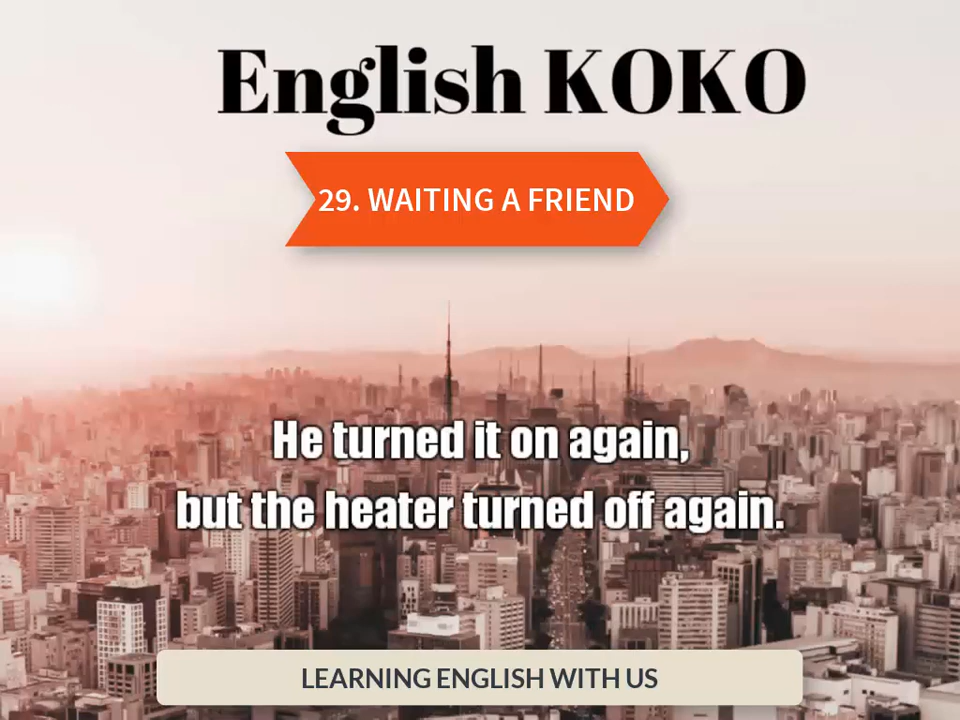 English KOKO
29. WAITING A FRIEND
He turned it on again,
but the heater turned off again.
LEARNING ENGLISH WITH US